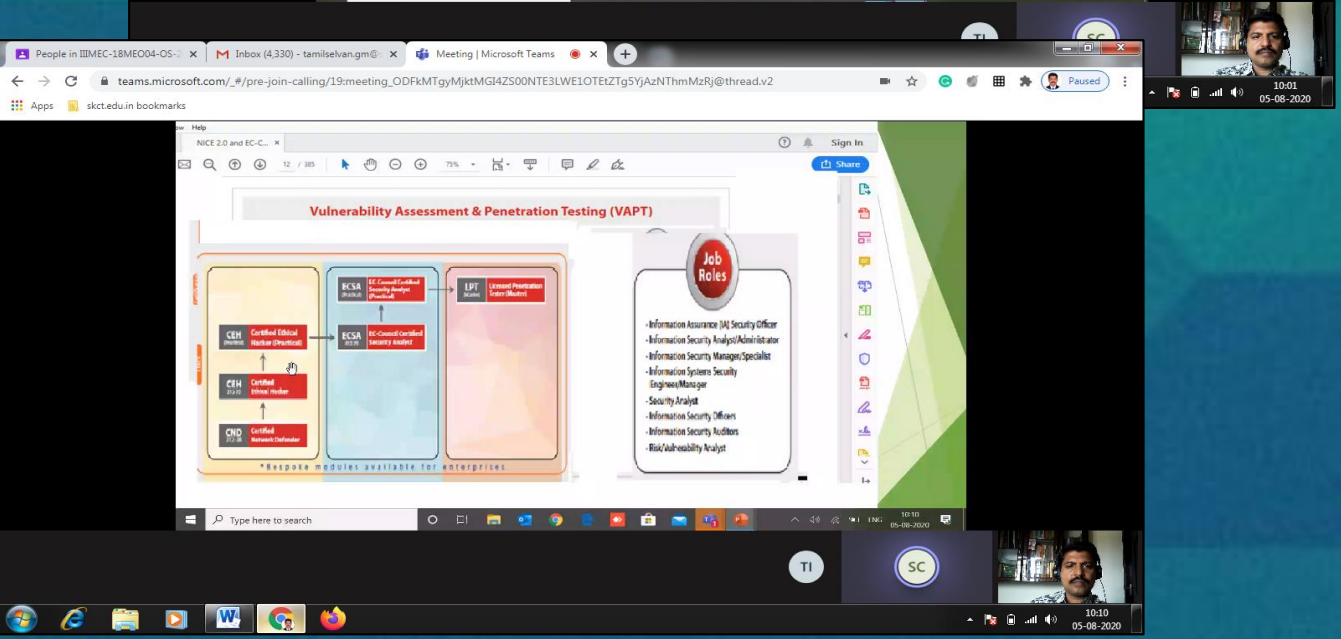 TI
SC
People in IIIMEC-18MEO04-OS-2
Inbox (4,330) - tamilselvan.gm@s
Meeting | Microsoft Teams
teams.microsoft.com/_#/pre-join-calling/19:meeting_ODFkMTgyMjktMGI4ZS00NTE3LWE1OTEtZTg5YjAzNThmMzRj@thread.v2
Paused
10:01
05-08-2020
Apps
skct.edu.in bookmarks
ow Help
NICE 2.0 and EC-C...
Sign In
12 / 385
75%
Share
Vulnerability Assessment & Penetration Testing (VAPT)
Job
Roles
ECSA
(Practical)
EC-Council Certified
Security Analyst
(Practical)
LPT
(Master)
Licensed Penetration
Tester (Master)
CEH
(Practical)
Certified Ethical
Hacker (Practical)
ECSA
EC-Council Certified
Security Analyst
CEH
Certified
Ethical Hacker
CND
Certified
Network Defender
*Bespoke modules available for enterprises
- Information Assurance (IA) Security Officer
- Information Security Analyst/Administrator
- Information Security Manager/Specialist
- Information Systems Security
Engineer/Manager
- Security Analyst
- Information Security Officers
- Information Security Auditors
- Risk/Vulnerability Analyst
Type here to search
ENG
10:10
05-08-2020
TI
SC
10:10
05-08-2020